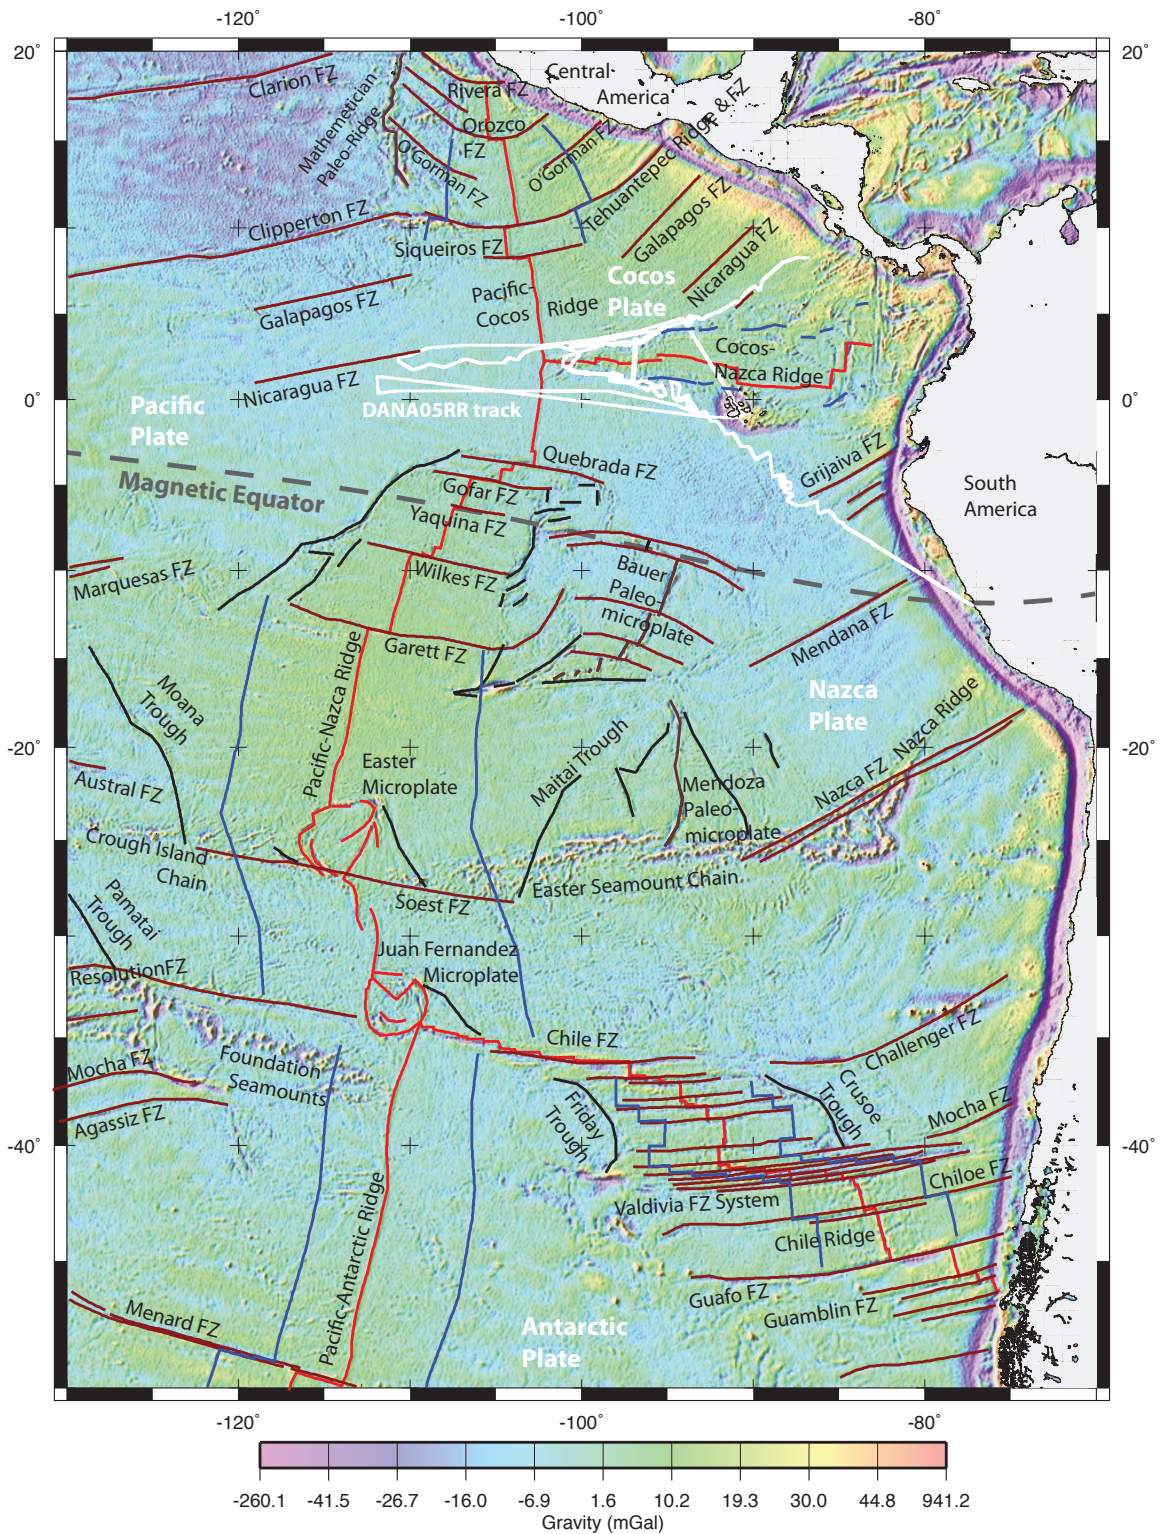 -120°
-100°
-80°
20°
20°
Clarion FZ
Mathemetician
Paleo-Ridge
Rivera FZ
Orozco
FZ
O'Gorman FZ
O'Gorman-FZ
Central-
America
Tehuantepec Ridge & FZ
Clipperton FZ
Siqueiros FZ
Galapagos FZ
Nicaragua FZ
Galapagos FZ
Pacific-
Cocos
Ridge
Cocos
Plate
Nicaragua FZ
Cocos-
Nazca Ridge
0°
0°
DANA05RR track
Pacific
Plate
Magnetic Equator
Quebrada FZ
Gofar FZ
Yaquina FZ
Wilkes FZ
Grijaiva FZ
South
America
Marquesas FZ
Bauer
Paleo-
microplate
Garett FZ
Mendana FZ
Moana
Trough
Pacific-Nazca Ridge
Nazca
Plate
-20°
-20°
Austral FZ
Easter
Microplate
Maitai Trough
Mendoza
Paleo-
microplate
Nazca FZ
Nazca Ridge
Crough Island
Chain
Soest FZ
Easter Seamount Chain
Pamatai
Trough
ResolutionFZ
Juan Fernandez
Microplate
Chile FZ
Challenger FZ
Mocha FZ
Agassiz FZ
Foundation
Seamounts
Friday
Trough
Crusoe
Trough
Mocha FZ
-40°
-40°
Chiloe FZ
Valdivia FZ System
Chile Ridge
Pacific-Antarctic Ridge
Guafo FZ
Guamblin FZ
Menard FZ
Antarctic
Plate
-120°
-100°
-80°
-260.1 -41.5 -26.7 -16.0 -6.9 1.6 10.2 19.3 30.0 44.8 941.2
Gravity (mGal)